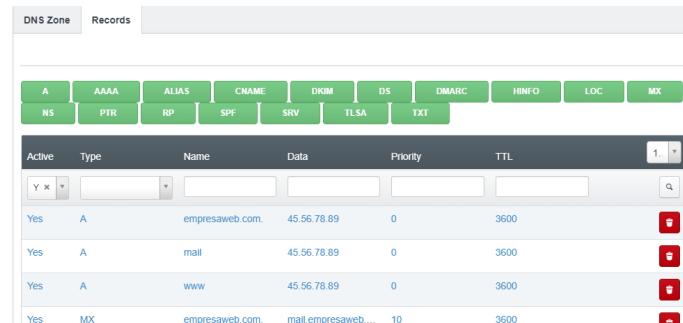 DNS Zone Records
A AAAA ALIAS CNAME DKIM DS DMARC HINFO LOC MX
NS PTR RP SPF SRV TLSA TXT
Active Type Name Data Priority TTL 1.
Y ×
Yes A empresaweb.com. 45.56.78.89 0 3600
Yes A mail 45.56.78.89 0 3600
Yes A www 45.56.78.89 0 3600
Yes MX empresaweb.com. mail.empresaweb.... 10 3600